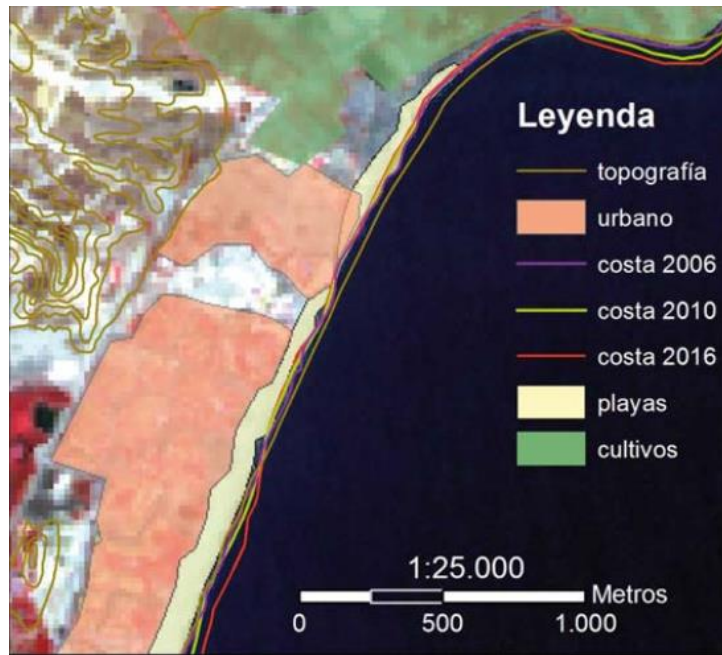 Leyenda
topografía
urbano
costa 2006
costa 2010
costa 2016
playas
cultivos
1:25.000
Metros
0 500 1.000